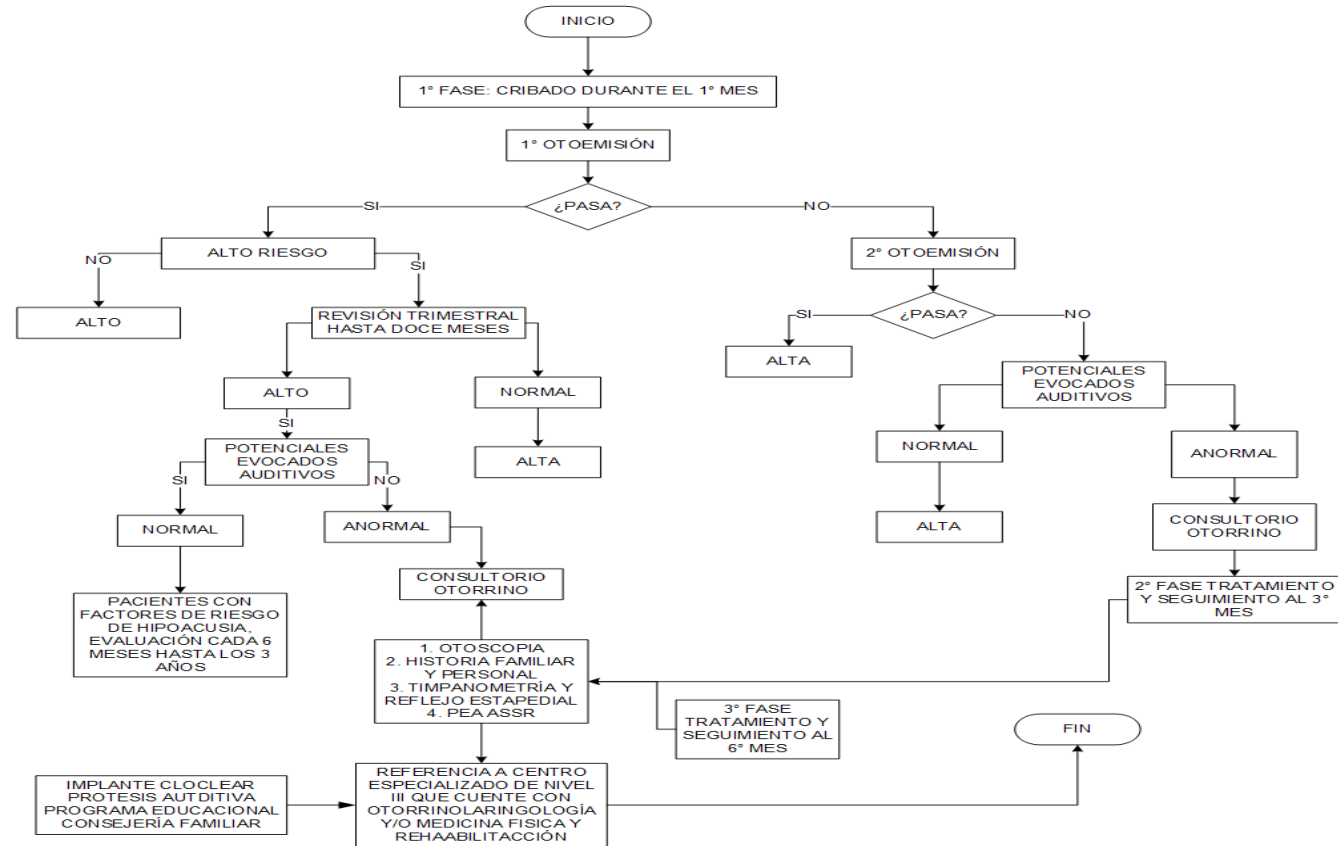 INICIO
1° FASE: CRIBADO DURANTE EL 1° MES
1° OTOEMISIÓN
¿PASA?
SI
NO
ALTO RIESGO
NO
SI
ALTO
REVISIÓN TRIMESTRAL
HASTA DOCE MESES
ALTO
NORMAL
SI
ALTA
POTENCIALES
EVOCADOS
AUDITIVOS
SI
NO
NORMAL
ANORMAL
PACIENTES CON
FACTORES DE RIESGO
DE HIPOACUSIA,
EVALUACIÓN CADA 6
MESES HASTA LOS 3
AÑOS
CONSULTORIO
OTORRINO
2° OTOEMISIÓN
¿PASA?
SI
NO
ALTA
POTENCIALES
EVOCADOS
AUDITIVOS
NORMAL
ANORMAL
ALTA
CONSULTORIO
OTORRINO
2° FASE TRATAMIENTO
Y SEGUIMIENTO AL 3°
MES
1. OTOSCOPIA
2. HISTORIA FAMILIAR
Y PERSONAL
3. TIMPANOMETRÍA Y
REFLEJO ESTAPEDIAL
4. PEA ASSR
3° FASE
TRATAMIENTO Y
SEGUIMIENTO AL
6° MES
FIN
IMPLANTE CLOCLEAR
PROTESIS AUTDITIVA
PROGRAMA EDUCACIONAL
CONSEJERÍA FAMILIAR
REFERENCIA A CENTRO
ESPECIALIZADO DE NIVEL
III QUE CUENTE CON
OTORRINOLARINGOLOGÍA
Y/O MEDICINA FISICA Y
REHAABILITACCIÓN